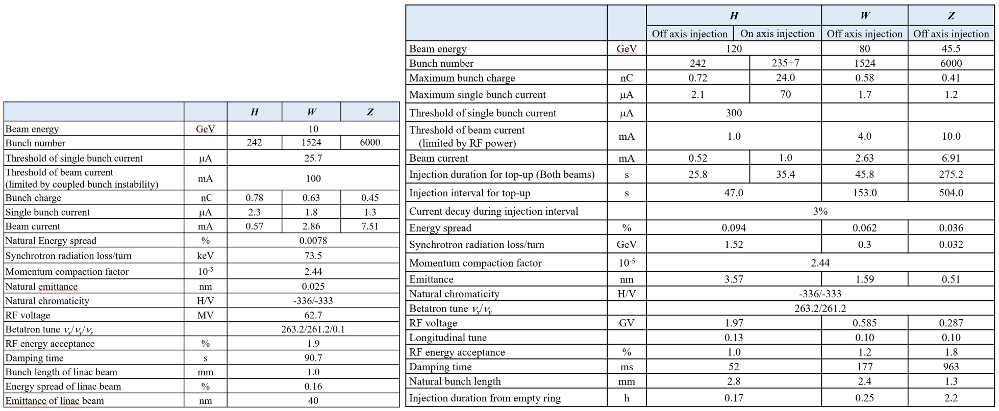 H W Z
Beam energy GeV 10
Bunch number 242 1524 6000
Threshold of single bunch current μA 25.7
Threshold of beam current
(limited by coupled bunch instability) mA 100
Bunch charge nC 0.78 0.63 0.45
Single bunch current μA 2.3 1.8 1.3
Beam current mA 0.57 2.86 7.51
Natural Energy spread % 0.0078
Synchrotron radiation loss/turn keV 73.5
Momentum compaction factor 10-5 2.44
Natural emittance nm 0.025
Natural chromaticity H/V -336/-333
RF voltage MV 62.7
Betatron tune νx/νy/νs 263.2/261.2/0.1
RF energy acceptance % 1.9
Damping time s 90.7
Bunch length of linac beam mm 1.0
Energy spread of linac beam % 0.16
Emittance of linac beam nm 40
H W Z
Off axis injection On axis injection Off axis injection Off axis injection
Beam energy GeV 120 80 45.5
Bunch number 242 235+7 1524 6000
Maximum bunch charge nC 0.72 24.0 0.58 0.41
Maximum single bunch current μA 2.1 70 1.7 1.2
Threshold of single bunch current μA 300
Threshold of beam current
(limited by RF power) mA 1.0 4.0 10.0
Beam current mA 0.52 1.0 2.63 6.91
Injection duration for top-up (Both beams) s 25.8 35.4 45.8 275.2
Injection interval for top-up s 47.0 153.0 504.0
Current decay during injection interval 3%
Energy spread % 0.094 0.062 0.036
Synchrotron radiation loss/turn GeV 1.52 0.3 0.032
Momentum compaction factor 10-5 2.44
Emittance nm 3.57 1.59 0.51
Natural chromaticity H/V -336/-333
Betatron tune νx/νy 263.2/261.2
RF voltage GV 1.97 0.585 0.287
Longitudinal tune 0.13 0.10 0.10
RF energy acceptance % 1.0 1.2 1.8
Damping time ms 52 177 963
Natural bunch length mm 2.8 2.4 1.3
Injection duration from empty ring h 0.17 0.25 2.2